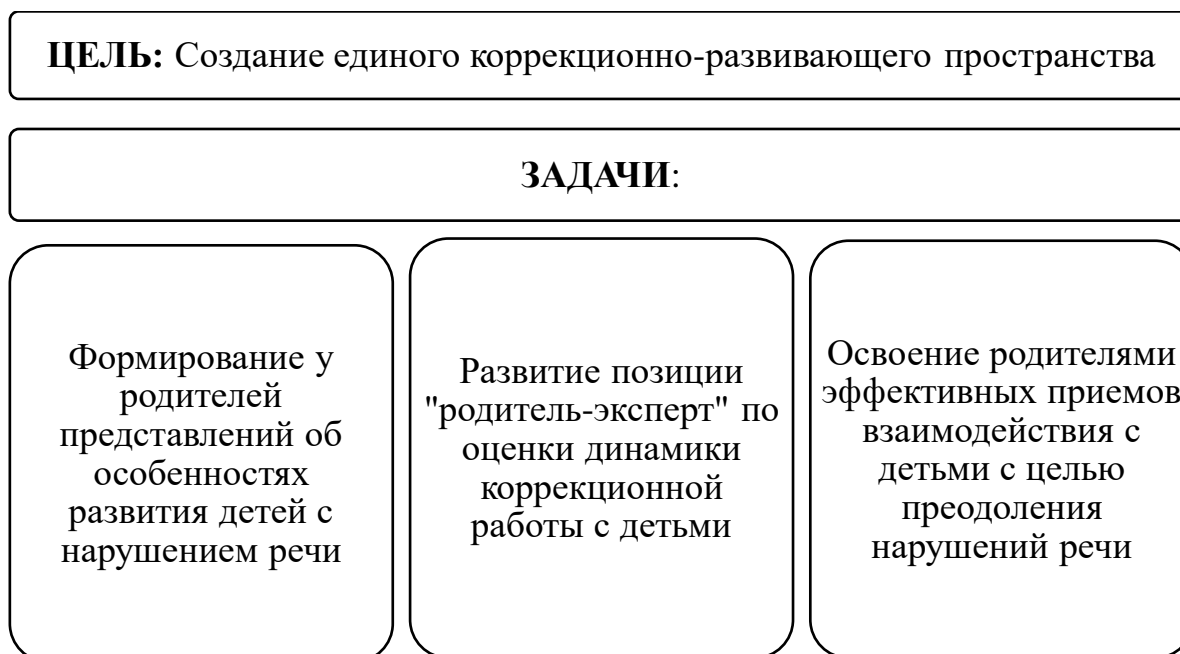 ЦЕЛЬ: Создание единого коррекционно-развивающего пространства
ЗАДАЧИ:
Формирование у
родителей
представлений об
особенностях
развития детей с
нарушением речи
Развитие позиции
"родитель-эксперт" по
оценки динамики
коррекционной
работы с детьми
Освоение родителями
эффективных приемов
взаимодействия с
детьми с целью
преодоления
нарушений речи